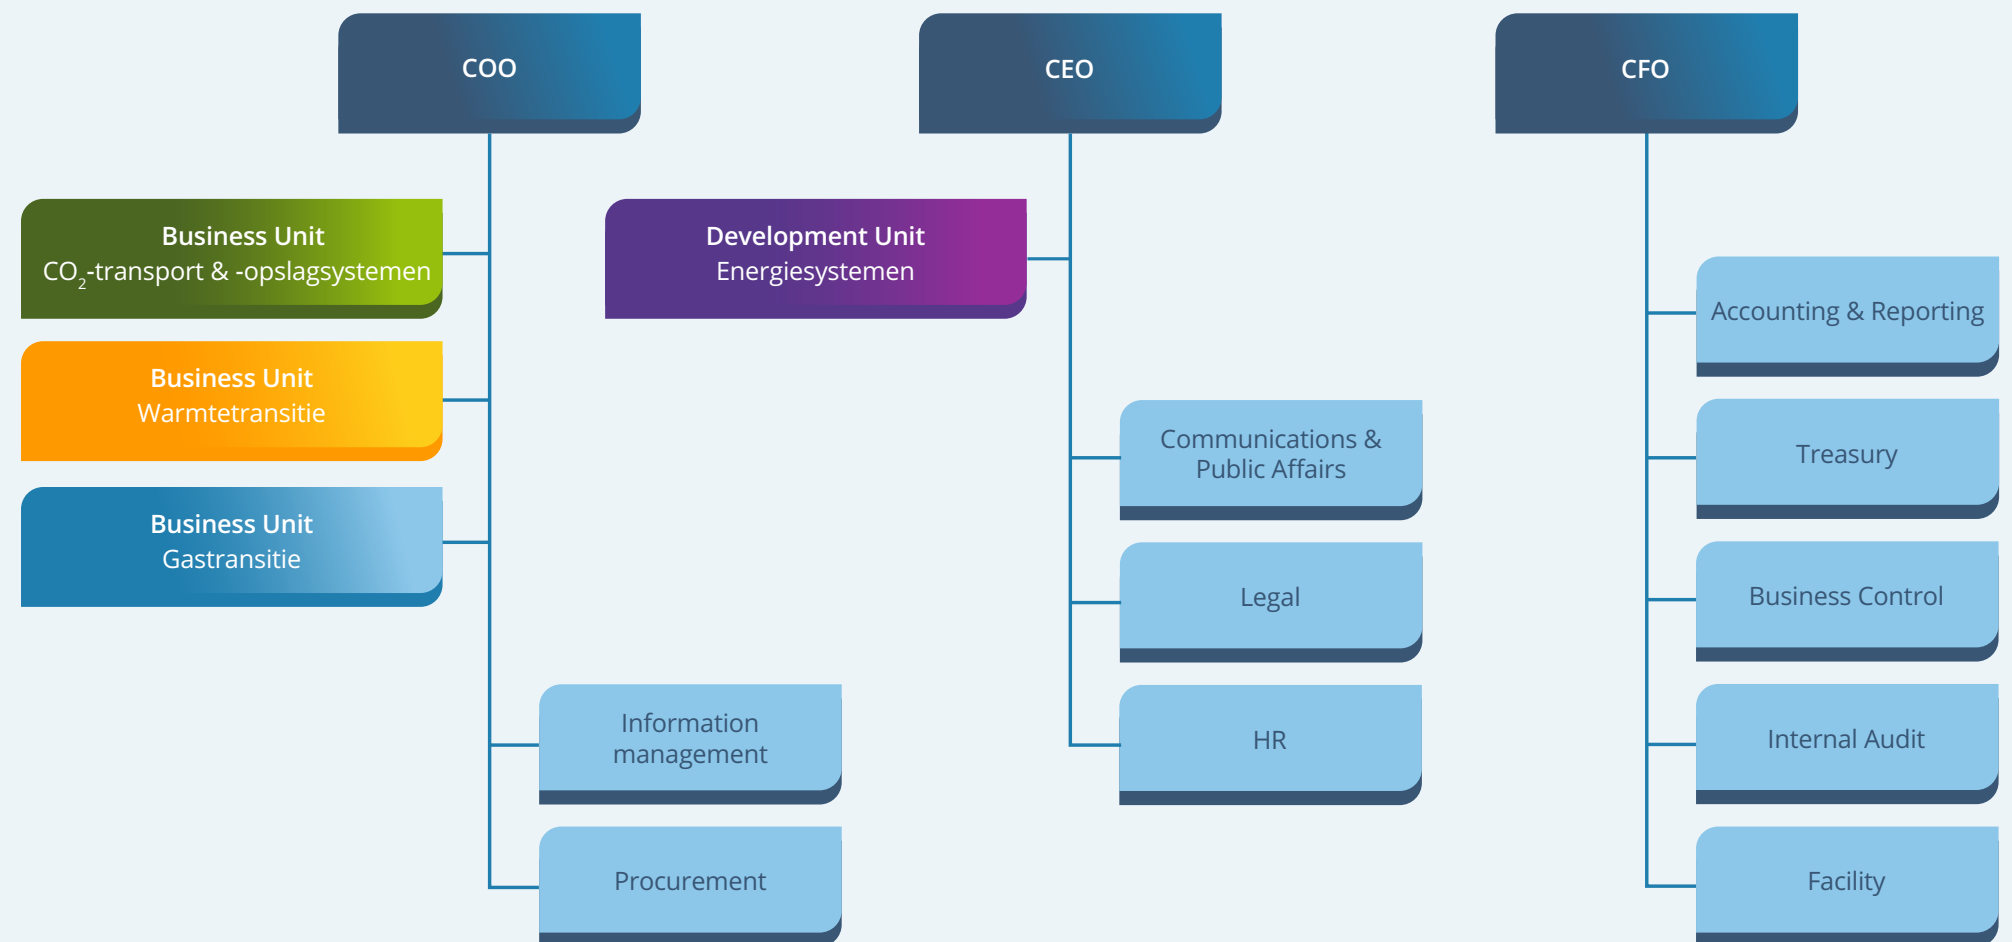 COO
CEO
CFO
Business Unit
CO₂-transport & -opslagsystemen
Business Unit
Warmtetransitie
Business Unit
Gastransitie
Information
management
Procurement
Development Unit
Energiesystemen
Communications &
Public Affairs
Legal
HR
Accounting & Reporting
Treasury
Business Control
Internal Audit
Facility